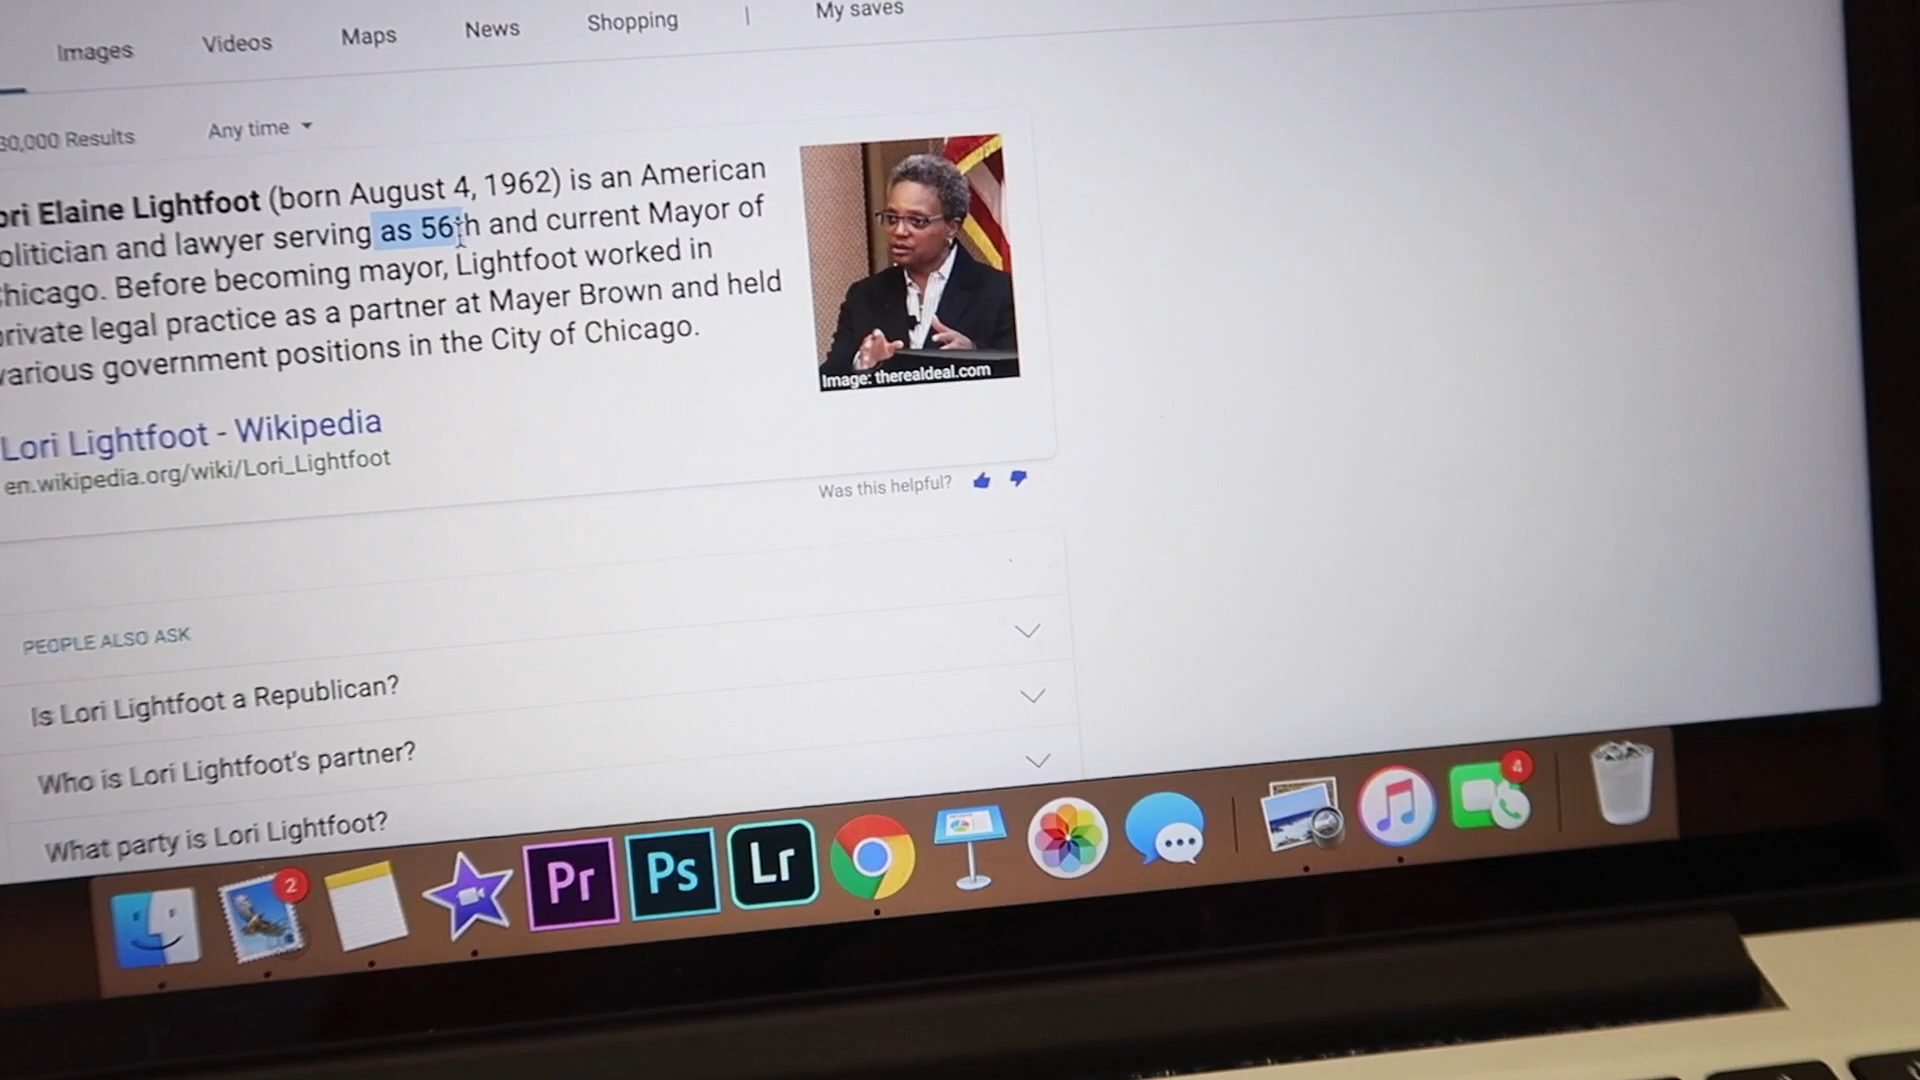 Images Videos Maps News Shopping | My saves
30,000 Results Any time
ori Elaine Lightfoot (born August 4, 1962) is an American
olitician and lawyer serving as 56th and current Mayor of
hicago. Before becoming mayor, Lightfoot worked in
rivate legal practice as a partner at Mayer Brown and held
various government positions in the City of Chicago.
Image: therealdeal.com
Lori Lightfoot - Wikipedia
en.wikipedia.org/wiki/Lori_Lightfoot
Was this helpful?
PEOPLE ALSO ASK
Is Lori Lightfoot a Republican?
Who is Lori Lightfoot's partner?
What party is Lori Lightfoot?
2
Pr
Ps
Lr
4